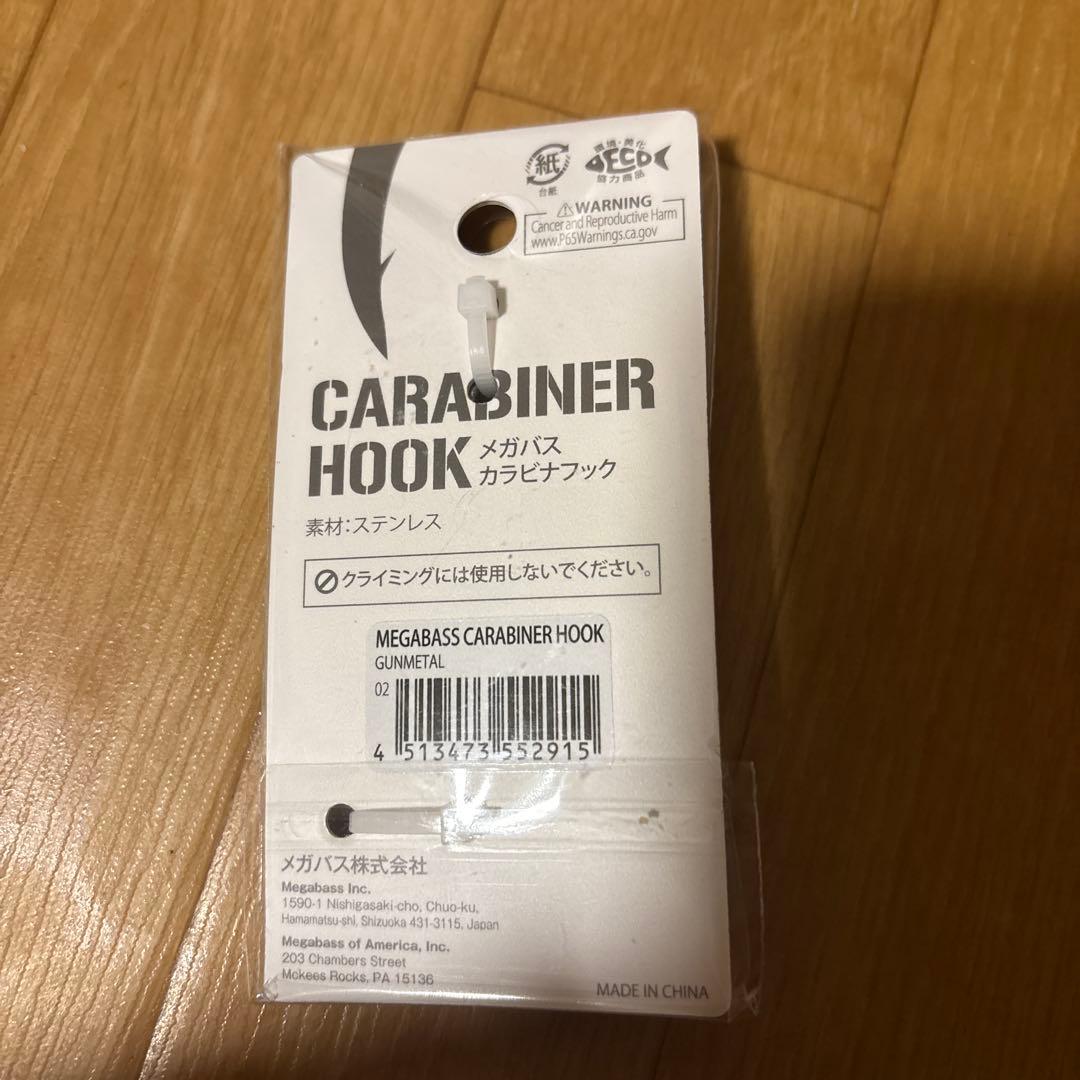 紙
台紙
環境・美化
ECO
協力商品
⚠WARNING
Cancer and Reproductive Harm
www.P65Warnings.ca.gov
CARABINER
HOOK
メガバス
カラビナフック
素材：ステンレス
クライミングには使用しないでください。
MEGABASS CARABINER HOOK
GUNMETAL
02
4 513473 552915
メガバス株式会社
Megabass Inc.
1590-1 Nishigasaki-cho, Chuo-ku,
Hamamatsu-shi, Shizuoka 431-3115, Japan
Megabass of America, Inc.
203 Chambers Street
Mckees Rocks, PA 15136
MADE IN CHINA